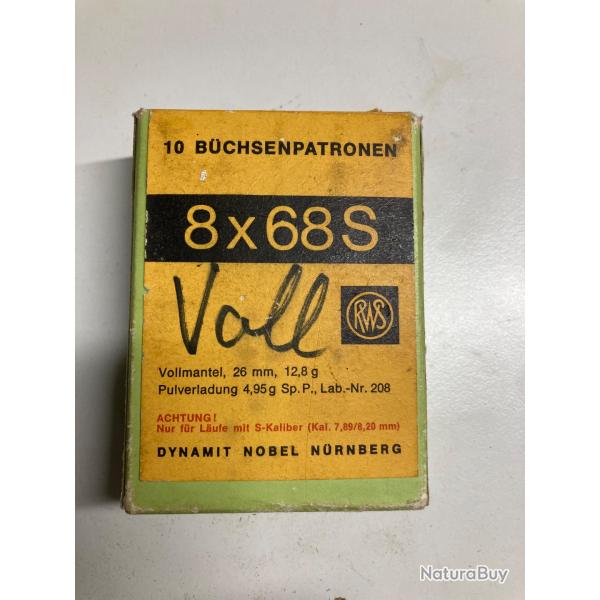 10 BÜCHSENPATRONEN
8x68S
Voll
RWS
Vollmantel, 26 mm, 12,8 g
Pulverladung 4,95g Sp.P., Lab.-Nr. 208
ACHTUNG!
Nur für Läufe mit S-Kaliber (Kal. 7,89/8,20 mm)
DYNAMIT NOBEL NÜRNBERG
NaturaBuy